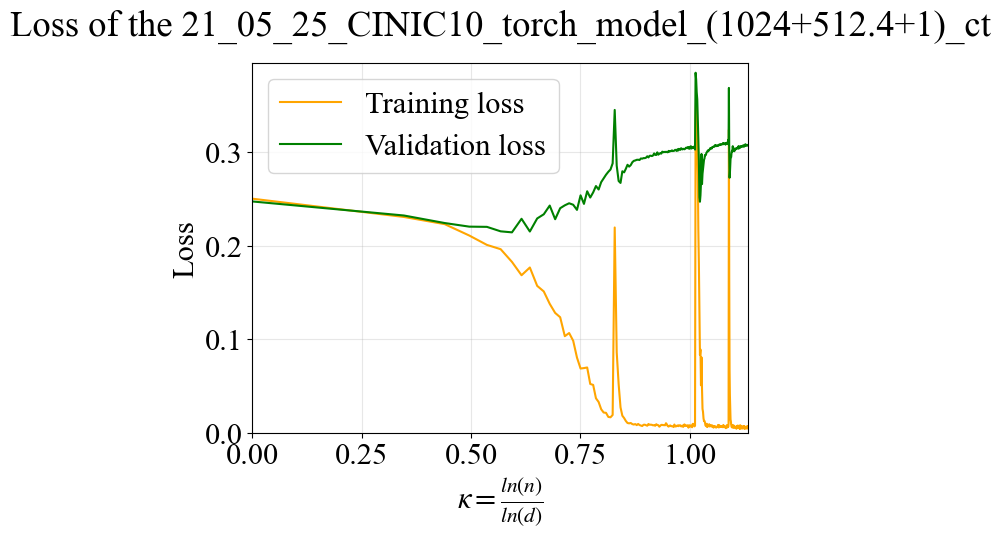 Loss of the 21_05_25_CINIC10_torch_model_(1024+512.4+1)_ct
Training loss
Validation loss
Loss
0.3
0.2
0.1
0.0
0.00 0.25 0.50 0.75 1.00
κ = ln(n)/ln(d)